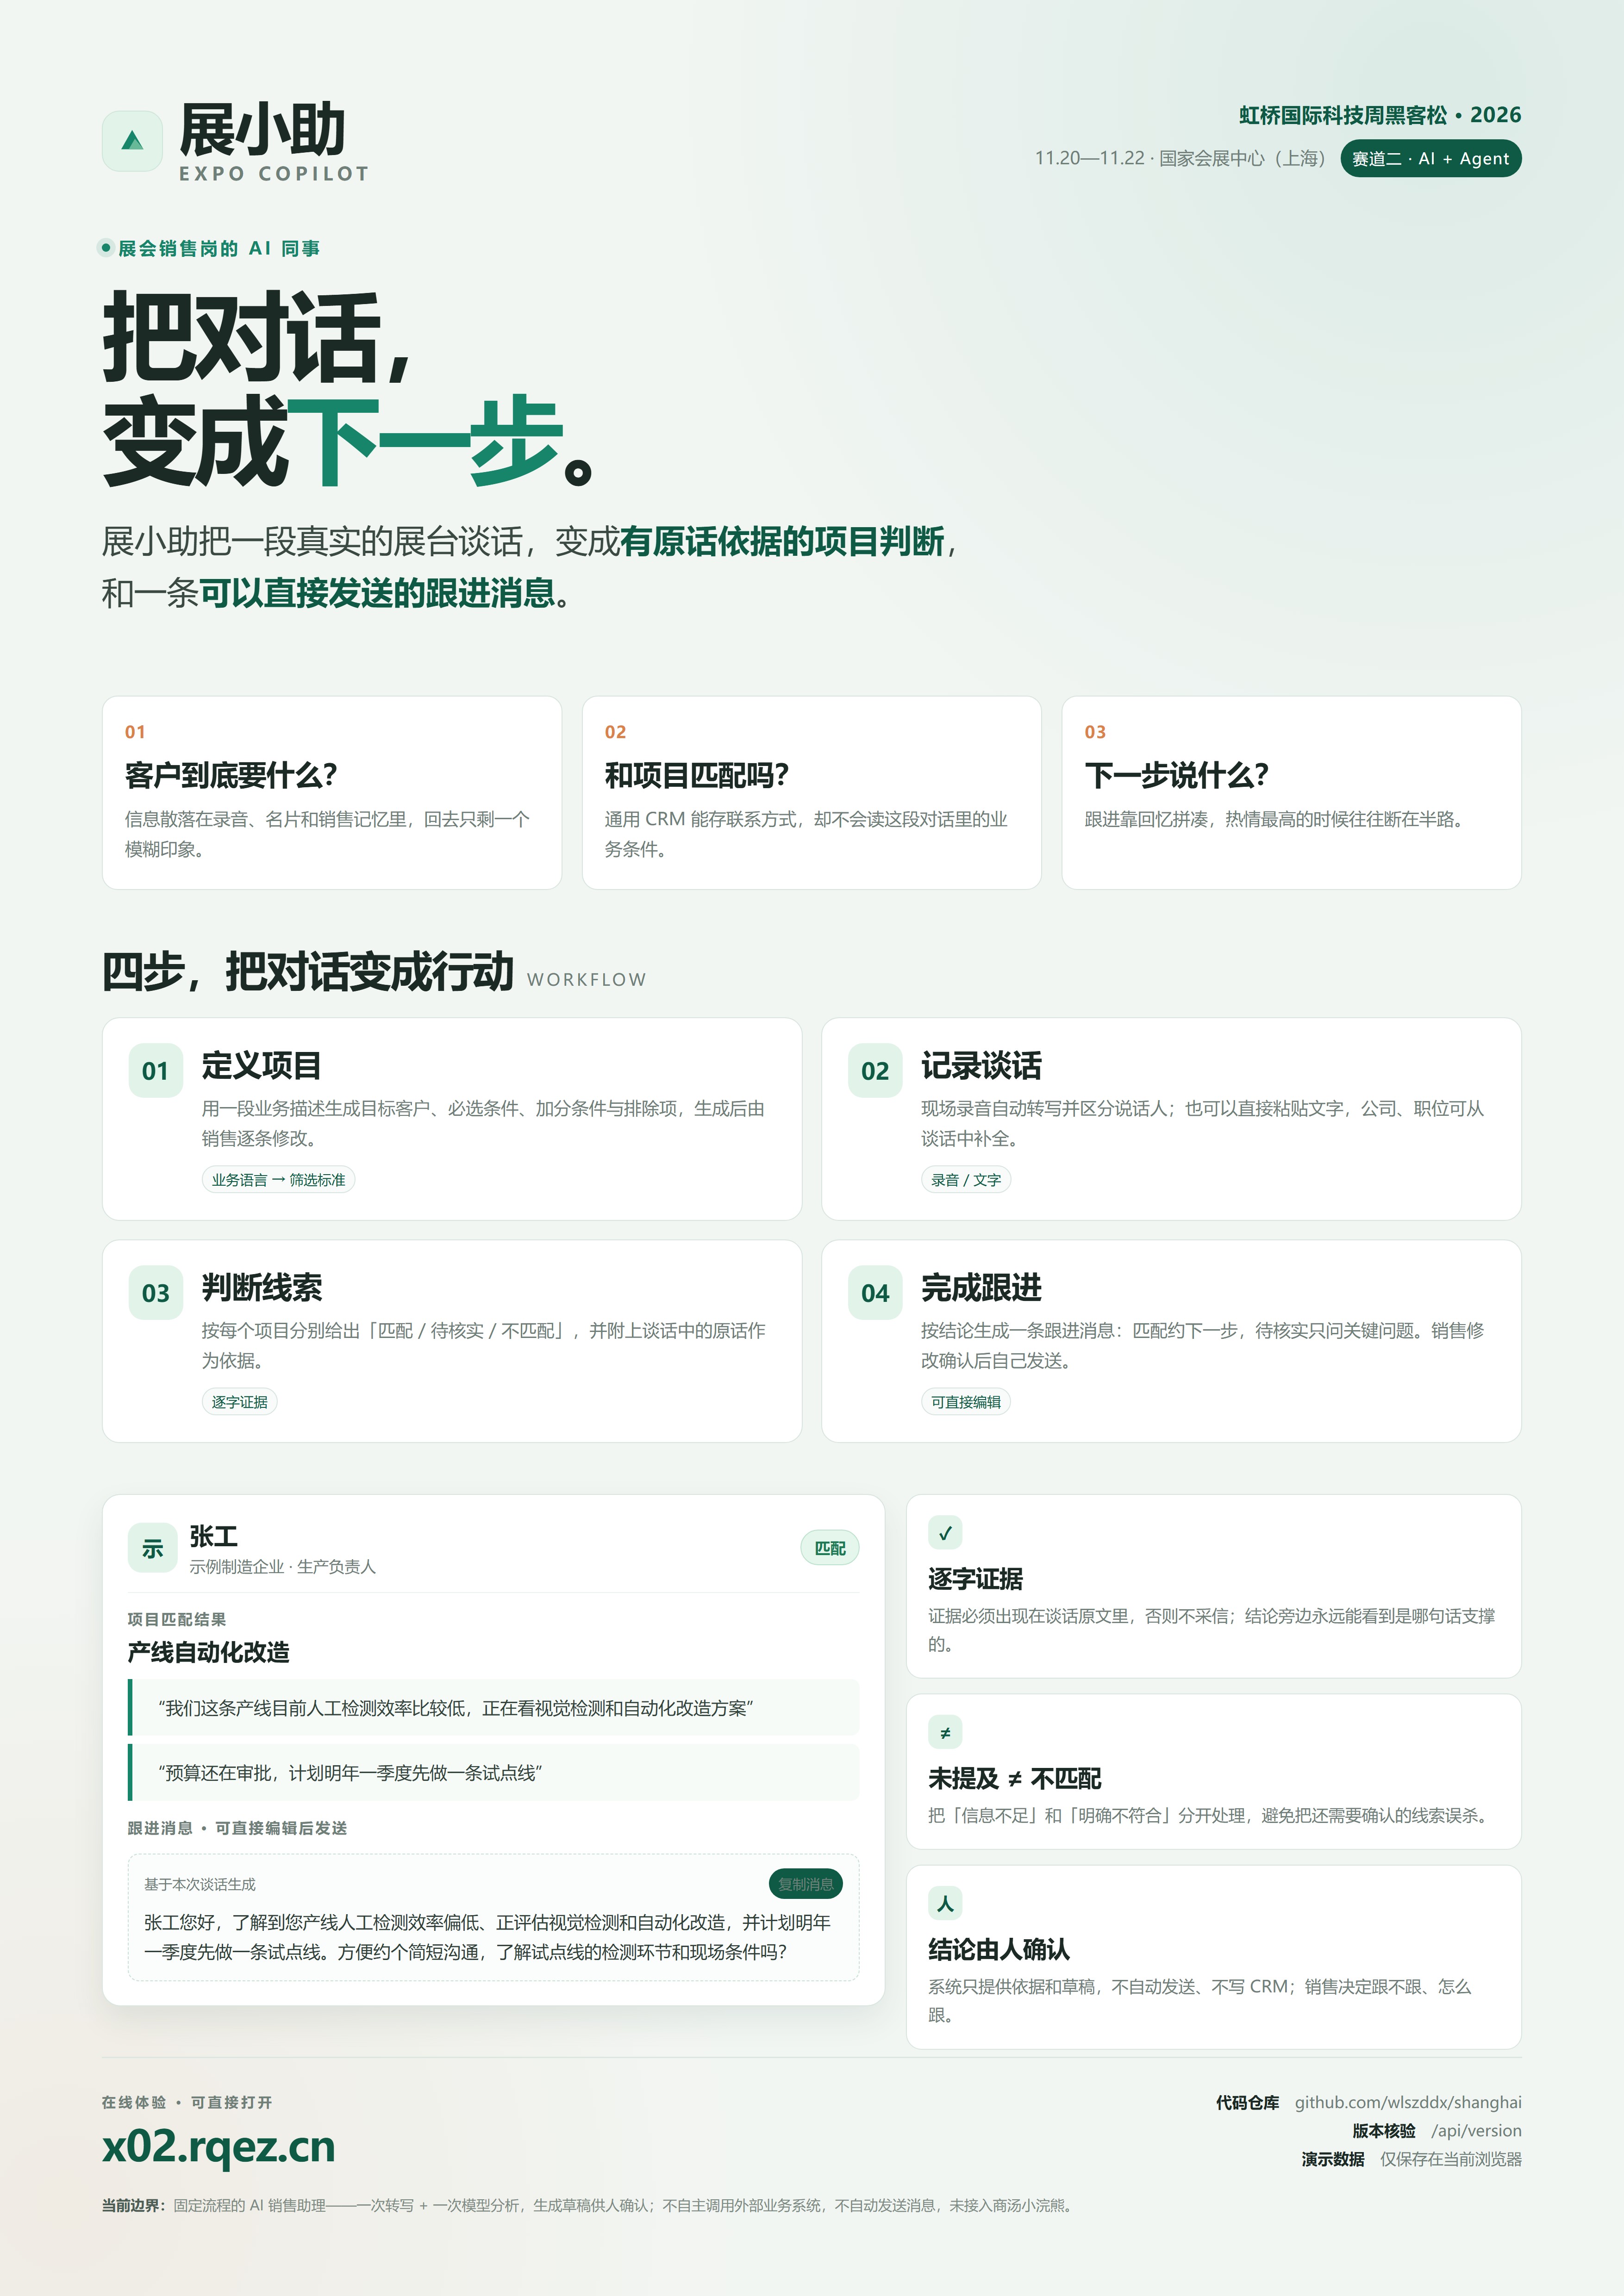 展小助
EXPO COPILOT
虹桥国际科技周黑客松 • 2026
11.20—11.22 · 国家会展中心（上海） 赛道二 · AI + Agent
展会销售岗的 AI 同事
把对话，
变成下一步。
展小助把一段真实的展台谈话，变成有原话依据的项目判断，
和一条可以直接发送的跟进消息。
01
客户到底要什么？
信息散落在录音、名片和销售记忆里，回去只剩一个
模糊印象。
02
和项目匹配吗？
通用 CRM 能存联系方式，却不会读这段对话里的业
务条件。
03
下一步说什么？
跟进靠回忆拼凑，热情最高的时候往往断在半路。
四步，把对话变成行动 WORKFLOW
01
定义项目
用一段业务描述生成目标客户、必选条件、加分条件与排除项，生成后由
销售逐条修改。
业务语言 → 筛选标准
02
记录谈话
现场录音自动转写并区分说话人；也可以直接粘贴文字，公司、职位可从
谈话中补全。
录音 / 文字
03
判断线索
按每个项目分别给出「匹配 / 待核实 / 不匹配」，并附上谈话中的原话作
为依据。
逐字证据
04
完成跟进
按结论生成一条跟进消息：匹配约下一步，待核实只问关键问题。销售修
改确认后自己发送。
可直接编辑
示
张工
示例制造企业 · 生产负责人
匹配
项目匹配结果
产线自动化改造
“我们这条产线目前人工检测效率比较低，正在看视觉检测和自动化改造方案”
“预算还在审批，计划明年一季度先做一条试点线”
跟进消息 • 可直接编辑后发送
基于本次谈话生成
复制消息
张工您好，了解到您产线人工检测效率偏低、正评估视觉检测和自动化改造，并计划明年
一季度先做一条试点线。方便约个简短沟通，了解试点线的检测环节和现场条件吗？
✓
逐字证据
证据必须出现在谈话原文里，否则不采信；结论旁边永远能看到是哪句话支撑
的。
≠
未提及 ≠ 不匹配
把「信息不足」和「明确不符合」分开处理，避免把还需要确认的线索误杀。
人
结论由人确认
系统只提供依据和草稿，不自动发送、不写 CRM；销售决定跟不跟、怎么
跟。
在线体验 • 可直接打开
x02.rqez.cn
代码仓库 github.com/wlszddx/shanghai
版本核验 /api/version
演示数据 仅保存在当前浏览器
当前边界：固定流程的 AI 销售助理——一次转写 + 一次模型分析，生成草稿供人确认；不自主调用外部业务系统，不自动发送消息，未接入商汤小浣熊。